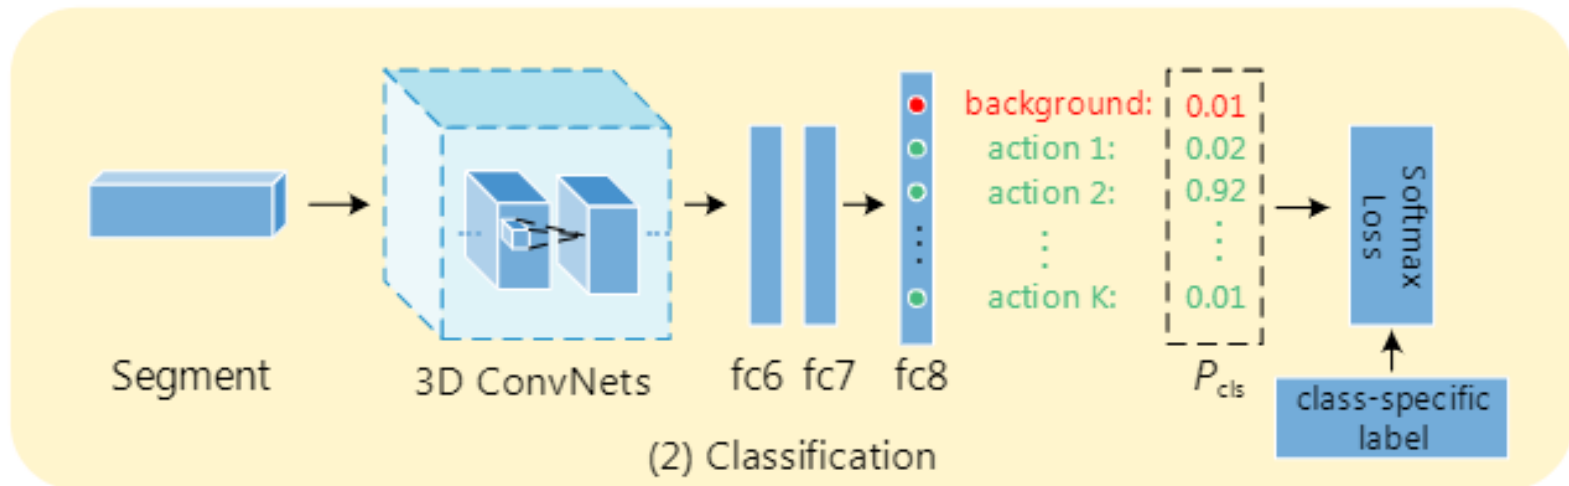 background: 0.01
action 1: 0.02
action 2: 0.92
action K: 0.01
Softmax
Loss
Segment
3D ConvNets
fc6
fc7
fc8
Pcls
class-specific
label
(2) Classification